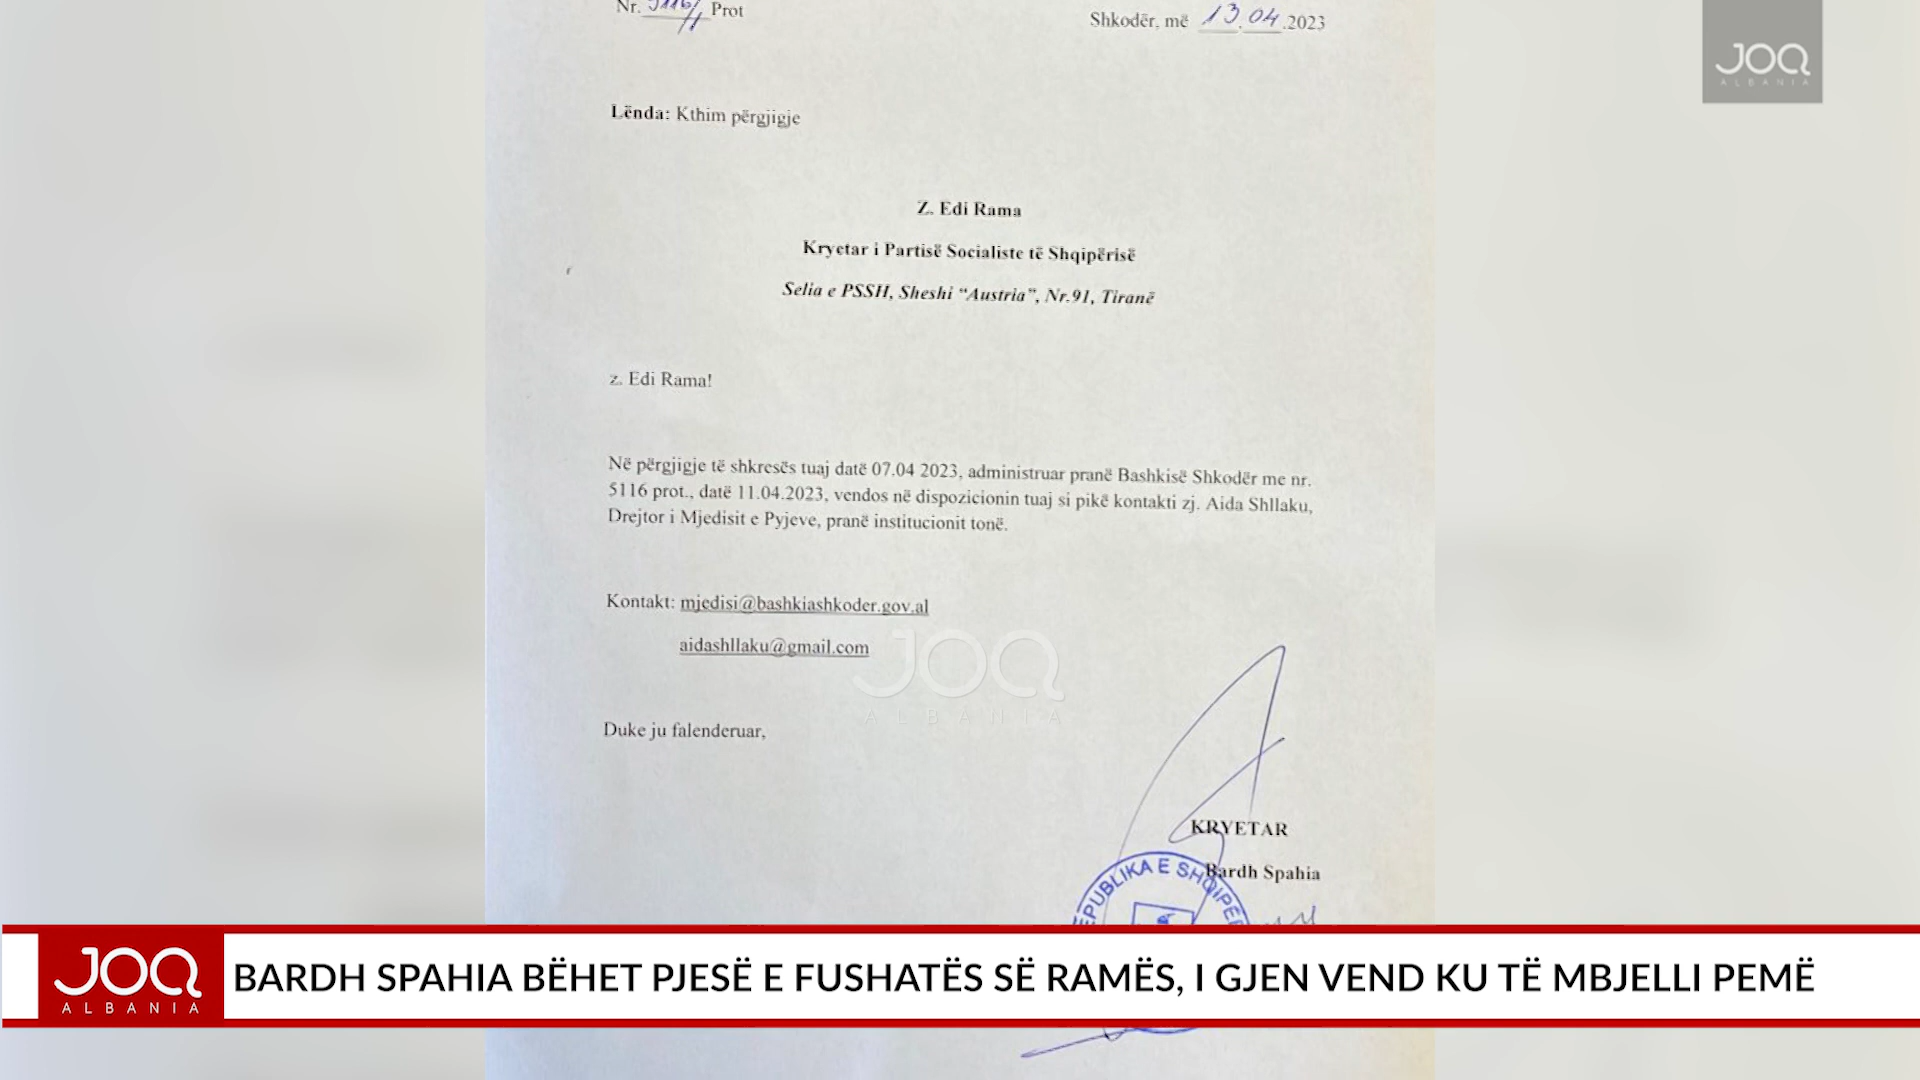 Nr. 5116/1 Prot
Shkodër, më 13.04.2023
JOQ
ALBANIA
Lënda: Kthim përgjigje
Z. Edi Rama
Kryetar i Partisë Socialiste të Shqipërisë
Selia e PSSH, Sheshi “Austria”, Nr.91, Tiranë
z. Edi Rama!
Në përgjigje të shkresës tuaj datë 07.04 2023, administruar pranë Bashkisë Shkodër me nr.
5116 prot., datë 11.04.2023, vendos në dispozicionin tuaj si pikë kontakti zj. Aida Shllaku,
Drejtor i Mjedisit e Pyjeve, pranë institucionit tonë.
Kontakt: mjedisi@bashkiashkoder.gov.al
aidashllaku@gmail.com
JOQ
ALBANIA
Duke ju falenderuar,
KRYETAR
Bardh Spahia
REPUBLIKA E SHQIPËR
JOQ
ALBANIA
BARDH SPAHIA BËHET PJESË E FUSHATËS SË RAMËS, I GJEN VEND KU TË MBJELLI PEMË